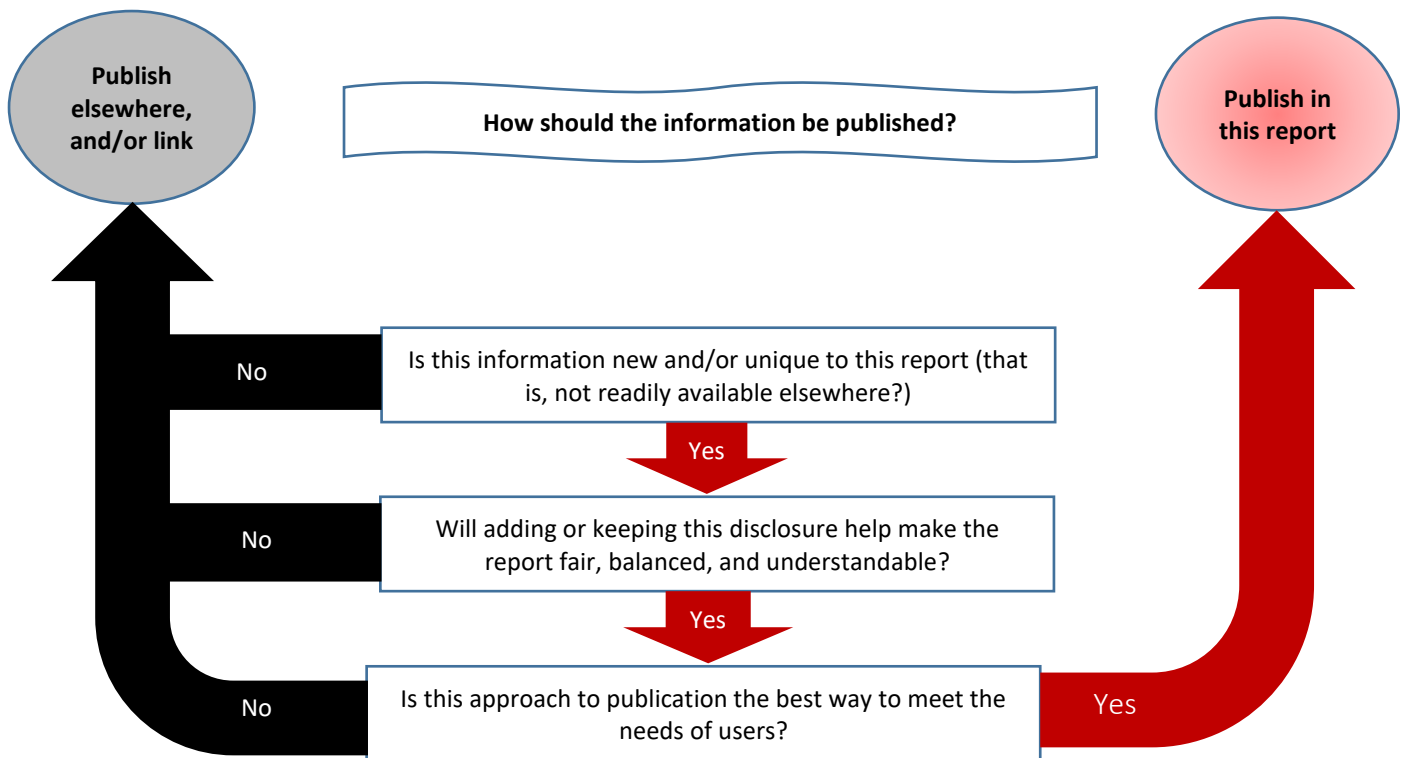 Publish
elsewhere,
and/or link
How should the information be published?
Publish in
this report
No
Is this information new and/or unique to this report (that
is, not readily available elsewhere?)
Yes
No
Will adding or keeping this disclosure help make the
report fair, balanced, and understandable?
Yes
No
Is this approach to publication the best way to meet the
needs of users?
Yes